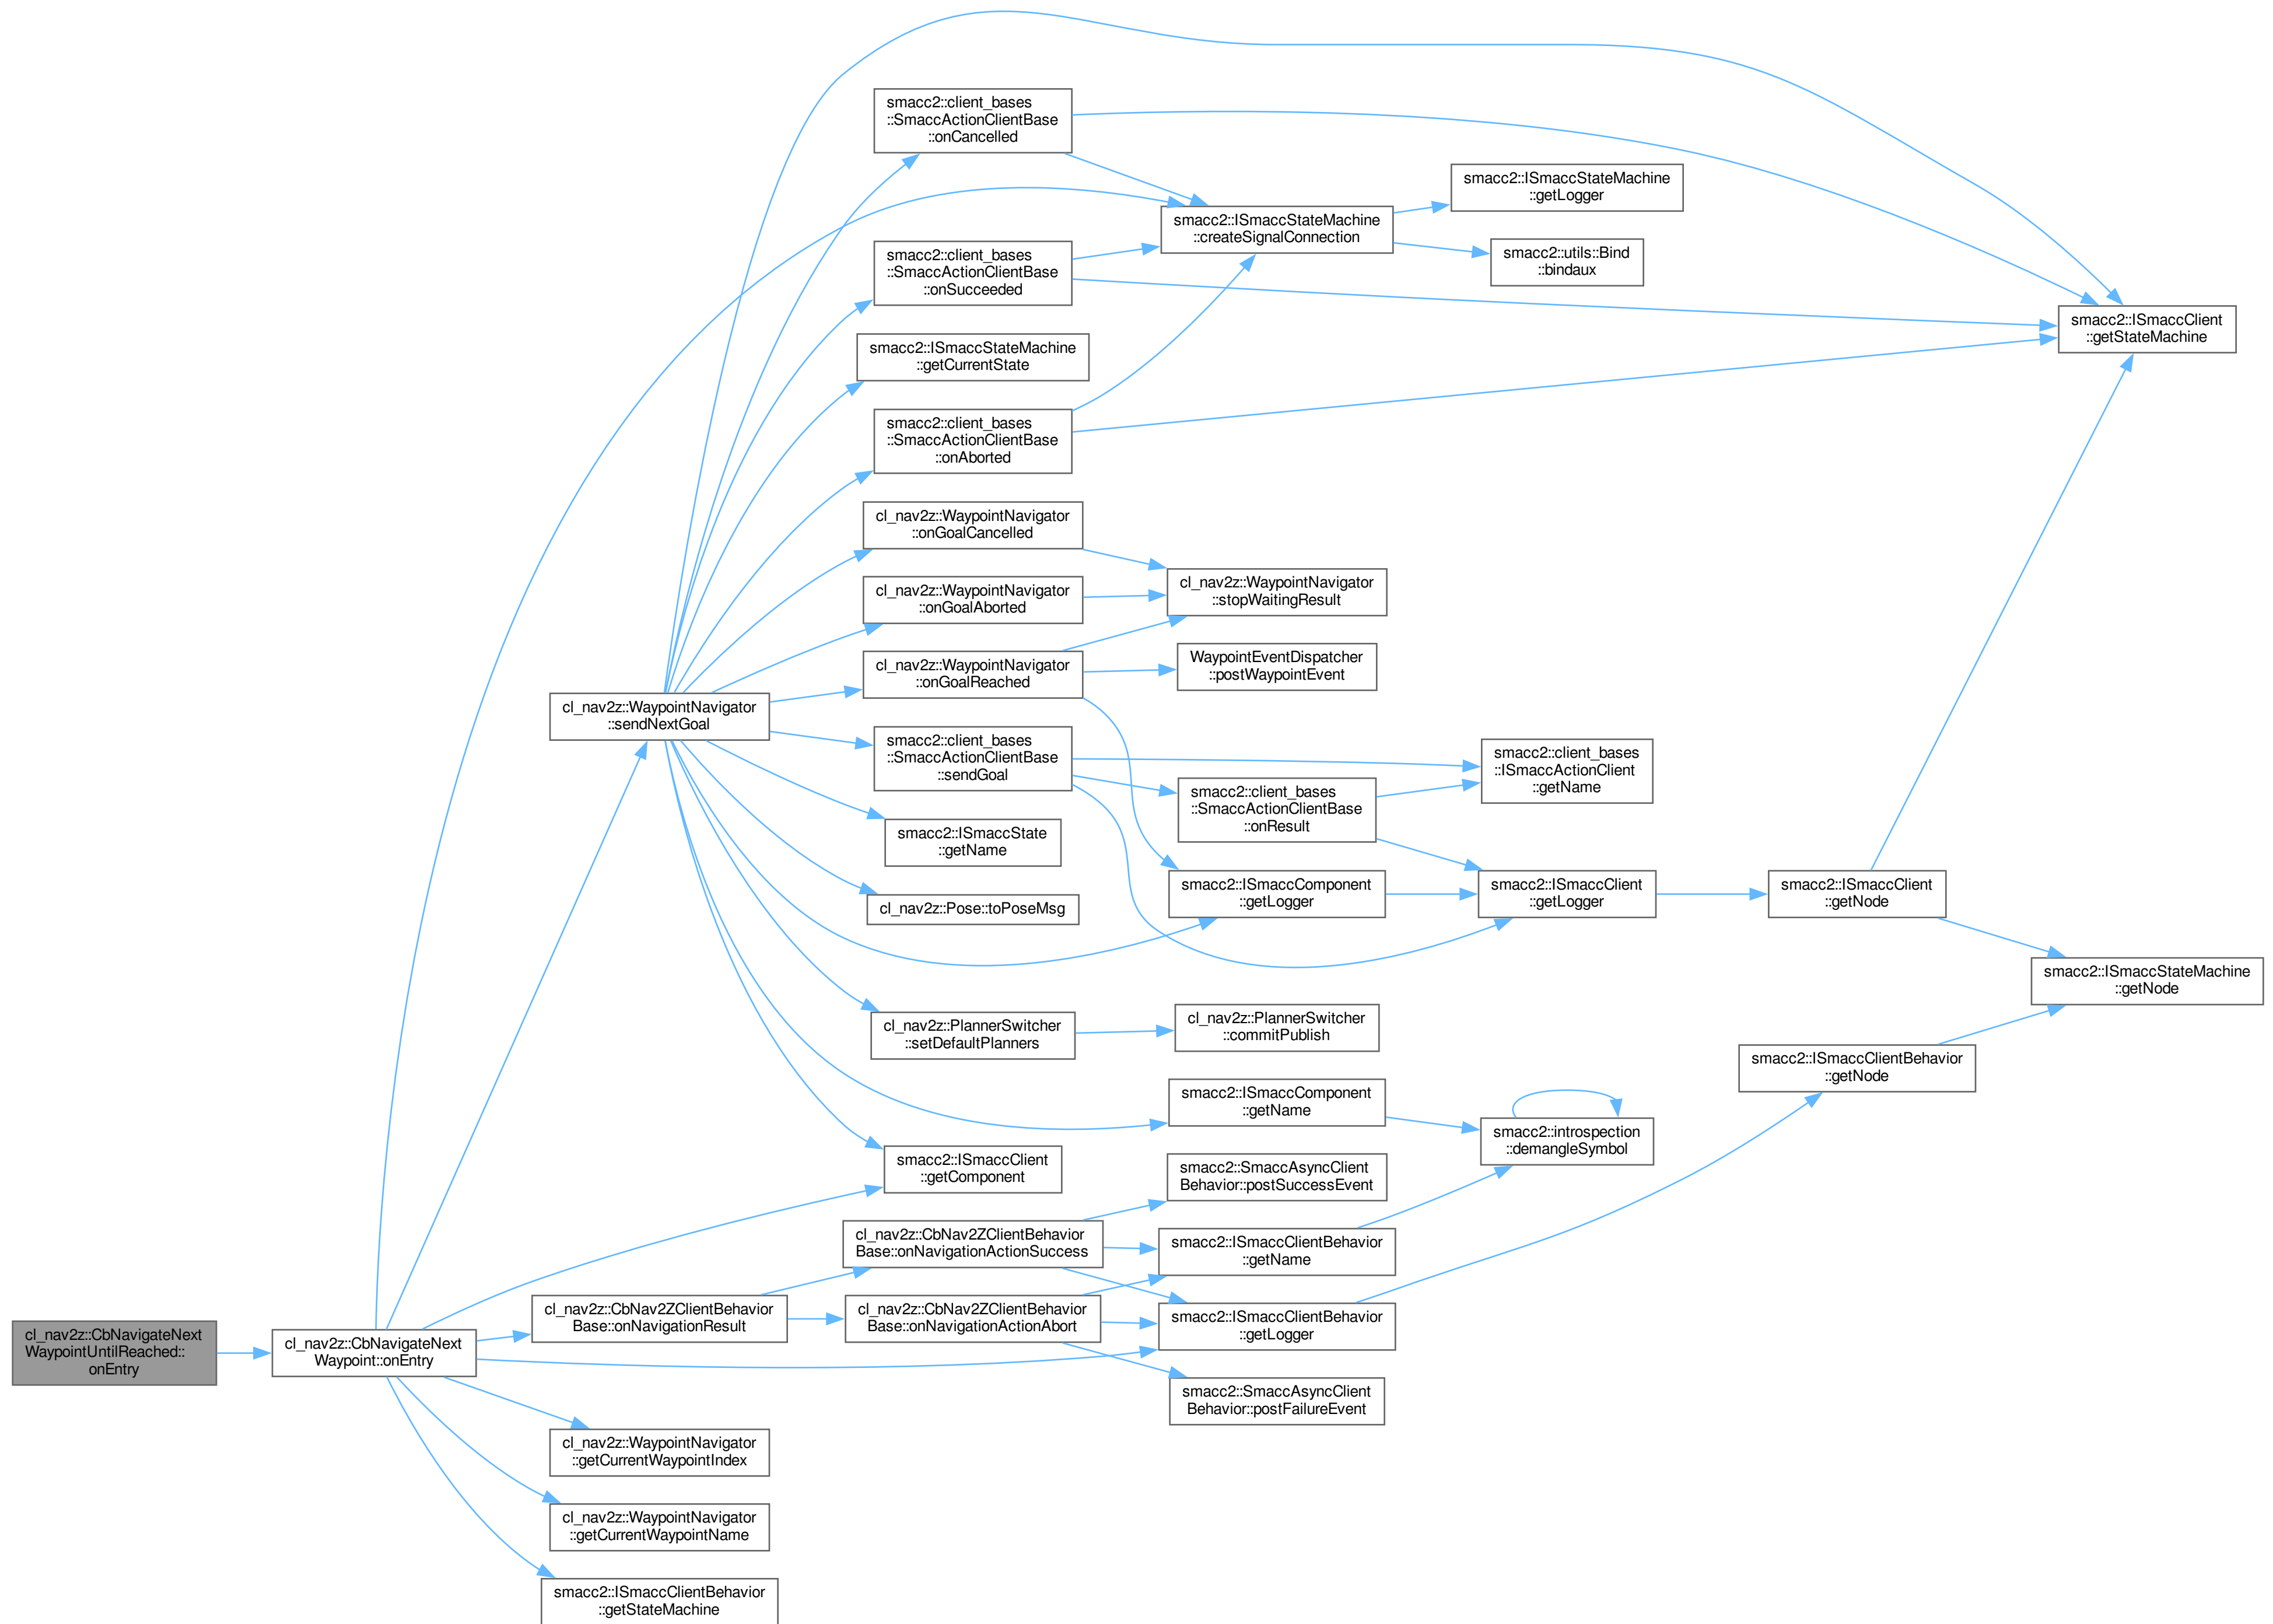 cl_nav2z::CbNavigateNext
WaypointUntilReached::
onEntry
cl_nav2z::CbNavigateNext
Waypoint::onEntry
smacc2::ISmaccStateMachine
::createSignalConnection
smacc2::ISmaccStateMachine
::getLogger
smacc2::utils::Bind
::bindaux
smacc2::client_bases
::SmaccActionClientBase
::onCancelled
smacc2::client_bases
::SmaccActionClientBase
::onSucceeded
smacc2::ISmaccStateMachine
::getCurrentState
smacc2::client_bases
::SmaccActionClientBase
::onAborted
smacc2::ISmaccClient
::getStateMachine
cl_nav2z::WaypointNavigator
::onGoalCancelled
cl_nav2z::WaypointNavigator
::onGoalAborted
cl_nav2z::WaypointNavigator
::stopWaitingResult
cl_nav2z::WaypointNavigator
::onGoalReached
WaypointEventDispatcher
::postWaypointEvent
cl_nav2z::WaypointNavigator
::sendNextGoal
smacc2::client_bases
::SmaccActionClientBase
::sendGoal
smacc2::client_bases
::ISmaccActionClient
::getName
smacc2::client_bases
::SmaccActionClientBase
::onResult
smacc2::ISmaccState
::getName
cl_nav2z::Pose::toPoseMsg
smacc2::ISmaccComponent
::getLogger
smacc2::ISmaccClient
::getLogger
smacc2::ISmaccClient
::getNode
smacc2::ISmaccStateMachine
::getNode
cl_nav2z::PlannerSwitcher
::setDefaultPlanners
cl_nav2z::PlannerSwitcher
::commitPublish
smacc2::ISmaccClientBehavior
::getNode
smacc2::ISmaccComponent
::getName
smacc2::introspection
::demangleSymbol
smacc2::ISmaccClient
::getComponent
smacc2::SmaccAsyncClient
Behavior::postSuccessEvent
cl_nav2z::CbNav2ZClientBehavior
Base::onNavigationActionSuccess
smacc2::ISmaccClientBehavior
::getName
cl_nav2z::CbNav2ZClientBehavior
Base::onNavigationResult
cl_nav2z::CbNav2ZClientBehavior
Base::onNavigationActionAbort
smacc2::ISmaccClientBehavior
::getLogger
smacc2::SmaccAsyncClient
Behavior::postFailureEvent
cl_nav2z::WaypointNavigator
::getCurrentWaypointIndex
cl_nav2z::WaypointNavigator
::getCurrentWaypointName
smacc2::ISmaccClientBehavior
::getStateMachine